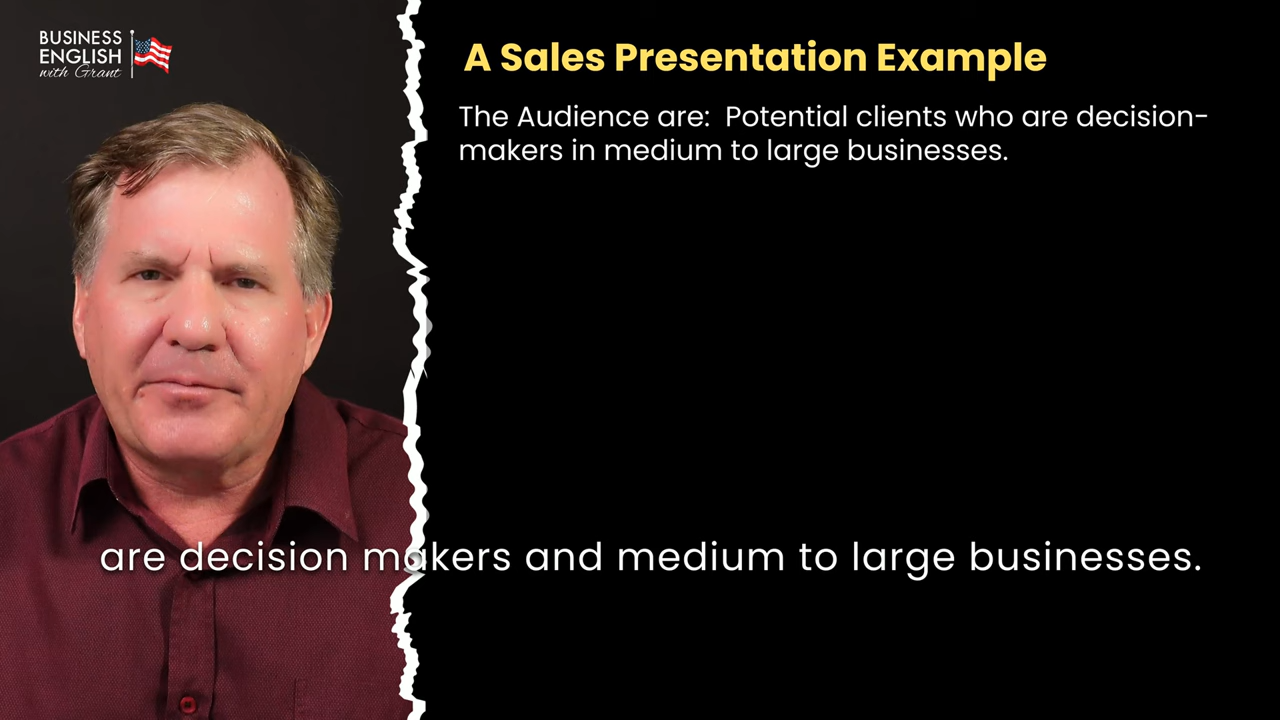 BUSINESS
ENGLISH
with Grant
A Sales Presentation Example
The Audience are:  Potential clients who are decision-
makers in medium to large businesses.
are decision makers and medium to large businesses.